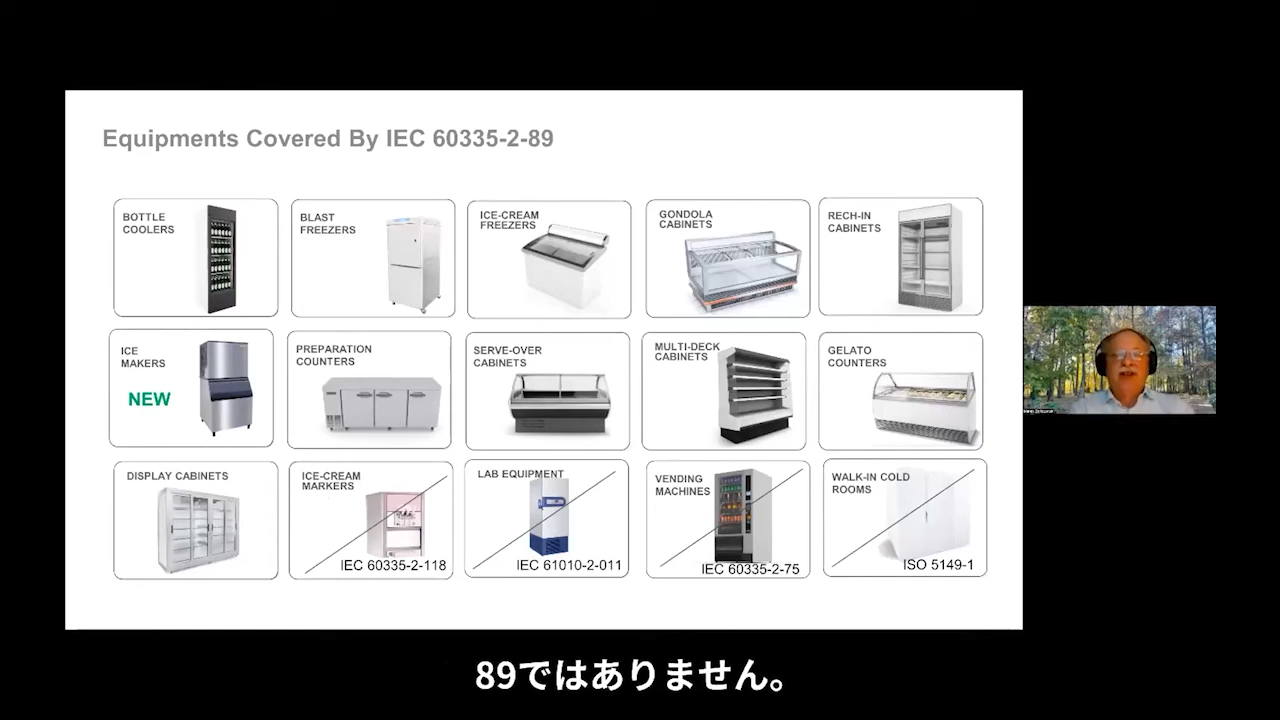 Equipments Covered By IEC 60335-2-89
BOTTLE
COOLERS
BLAST
FREEZERS
ICE-CREAM
FREEZERS
GONDOLA
CABINETS
RECH-IN
CABINETS
ICE
MAKERS
NEW
PREPARATION
COUNTERS
SERVE-OVER
CABINETS
MULTI-DECK
CABINETS
GELATO
COUNTERS
DISPLAY CABINETS
ICE-CREAM
MARKERS
IEC 60335-2-118
LAB EQUIPMENT
IEC 61010-2-011
VENDING
MACHINES
IEC 60335-2-75
WALK-IN COLD
ROOMS
ISO 5149-1
89ではありません。